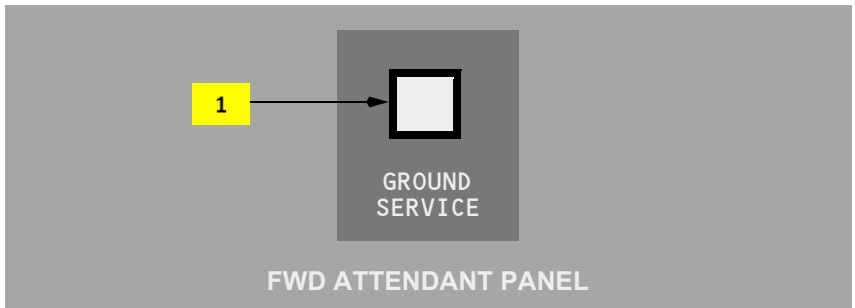 1
GROUND
SERVICE
FWD ATTENDANT PANEL